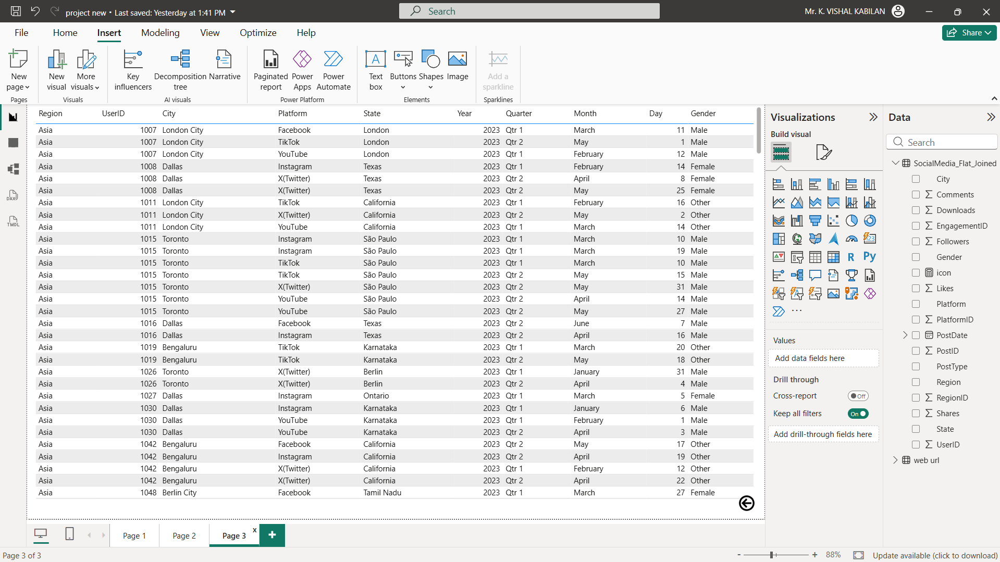 project new • Last saved: Yesterday at 1:41 PM
Search
Mr. K. VISHAL KABILAN
File Home Insert Modeling View Optimize Help
Share
New page
New visual
More visuals
Key influencers
Decomposition tree
Narrative
Paginated report
Power Apps
Power Automate
Text box
Buttons
Shapes
Image
Add a sparkline
Pages Visuals AI visuals Power Platform Elements Sparklines
DAX
TMDL
Region UserID City Platform State Year Quarter Month Day Gender
Asia 1007 London City Facebook London 2023 Qtr 1 March 11 Male
Asia 1007 London City TikTok London 2023 Qtr 2 May 1 Male
Asia 1007 London City YouTube London 2023 Qtr 1 February 12 Male
Asia 1008 Dallas Instagram Texas 2023 Qtr 1 February 14 Female
Asia 1008 Dallas X(Twitter) Texas 2023 Qtr 2 April 8 Female
Asia 1008 Dallas X(Twitter) Texas 2023 Qtr 2 May 25 Female
Asia 1011 London City TikTok California 2023 Qtr 1 February 16 Other
Asia 1011 London City X(Twitter) California 2023 Qtr 2 May 2 Other
Asia 1011 London City YouTube California 2023 Qtr 1 March 14 Other
Asia 1015 Toronto Instagram São Paulo 2023 Qtr 1 March 10 Male
Asia 1015 Toronto Instagram São Paulo 2023 Qtr 1 March 19 Male
Asia 1015 Toronto TikTok São Paulo 2023 Qtr 1 March 10 Male
Asia 1015 Toronto TikTok São Paulo 2023 Qtr 2 May 15 Male
Asia 1015 Toronto X(Twitter) São Paulo 2023 Qtr 2 May 31 Male
Asia 1015 Toronto YouTube São Paulo 2023 Qtr 2 April 14 Male
Asia 1015 Toronto YouTube São Paulo 2023 Qtr 2 May 27 Male
Asia 1016 Dallas Facebook Texas 2023 Qtr 2 June 7 Male
Asia 1016 Dallas Instagram Texas 2023 Qtr 2 April 16 Male
Asia 1019 Bengaluru TikTok Karnataka 2023 Qtr 1 March 20 Other
Asia 1019 Bengaluru TikTok Karnataka 2023 Qtr 2 May 18 Other
Asia 1026 Toronto X(Twitter) Berlin 2023 Qtr 1 January 31 Male
Asia 1026 Toronto X(Twitter) Berlin 2023 Qtr 2 April 4 Male
Asia 1027 Dallas Instagram Ontario 2023 Qtr 1 March 5 Female
Asia 1030 Dallas Instagram Karnataka 2023 Qtr 1 January 6 Male
Asia 1030 Dallas YouTube Karnataka 2023 Qtr 1 February 1 Male
Asia 1030 Dallas YouTube Karnataka 2023 Qtr 2 April 3 Male
Asia 1042 Bengaluru Facebook California 2023 Qtr 2 May 17 Other
Asia 1042 Bengaluru Instagram California 2023 Qtr 2 April 19 Other
Asia 1042 Bengaluru X(Twitter) California 2023 Qtr 1 February 12 Other
Asia 1042 Bengaluru X(Twitter) California 2023 Qtr 2 April 22 Other
Asia 1048 Berlin City Facebook Tamil Nadu 2023 Qtr 1 March 27 Female
Visualizations
Build visual
123
R Py
Values
Add data fields here
Drill through
Cross-report Off
Keep all filters On
Add drill-through fields here
Data
Search
SocialMedia_Flat_Joined
City
Comments
Downloads
EngagementID
Followers
Gender
icon
Likes
Platform
PlatformID
PostDate
PostID
PostType
Region
RegionID
Shares
State
UserID
web url
Page 1 Page 2 Page 3 x +
Page 3 of 3
- + 88%
Update available (click to download)